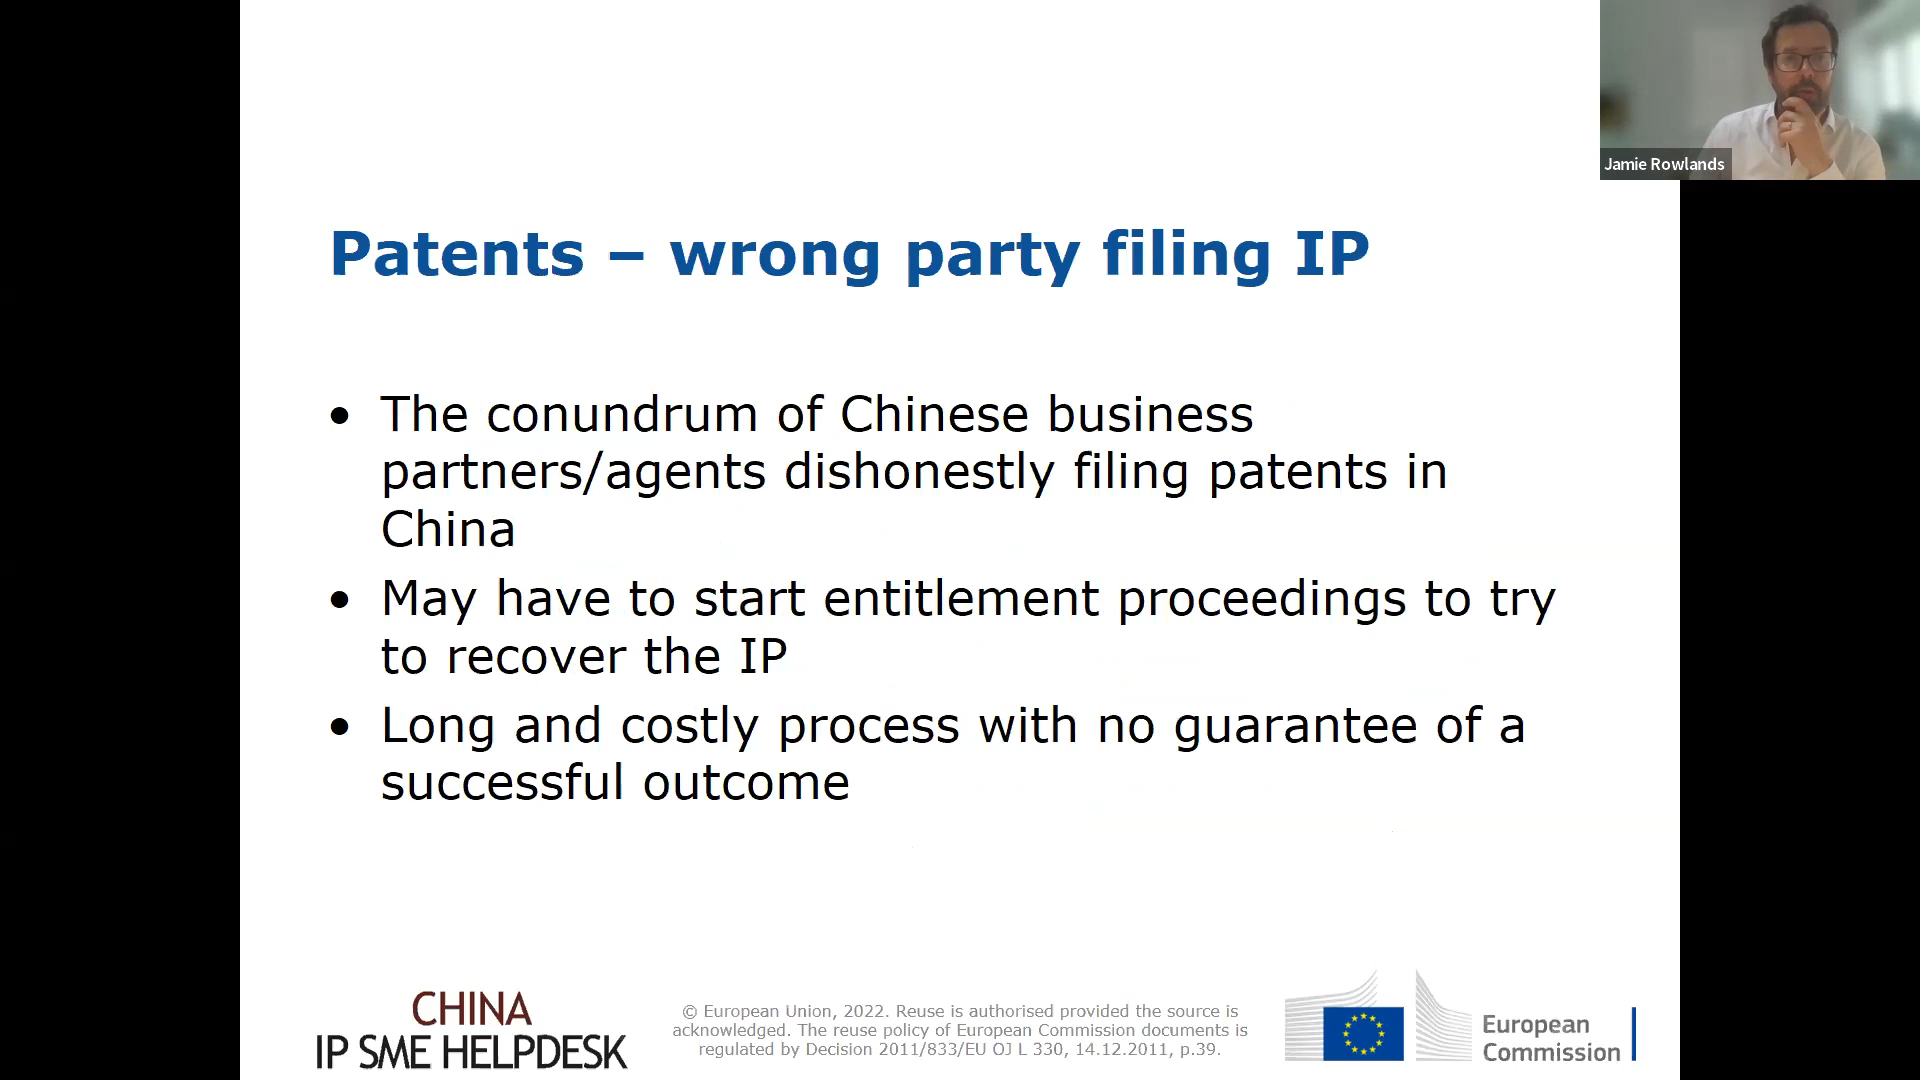 Jamie Rowlands
Patents – wrong party filing IP
• The conundrum of Chinese business
partners/agents dishonestly filing patents in
China
• May have to start entitlement proceedings to try
to recover the IP
• Long and costly process with no guarantee of a
successful outcome
CHINA
IP SME HELPDESK
© European Union, 2022. Reuse is authorised provided the source is
acknowledged. The reuse policy of European Commission documents is
regulated by Decision 2011/833/EU OJ L 330, 14.12.2011, p.39.
European
Commission